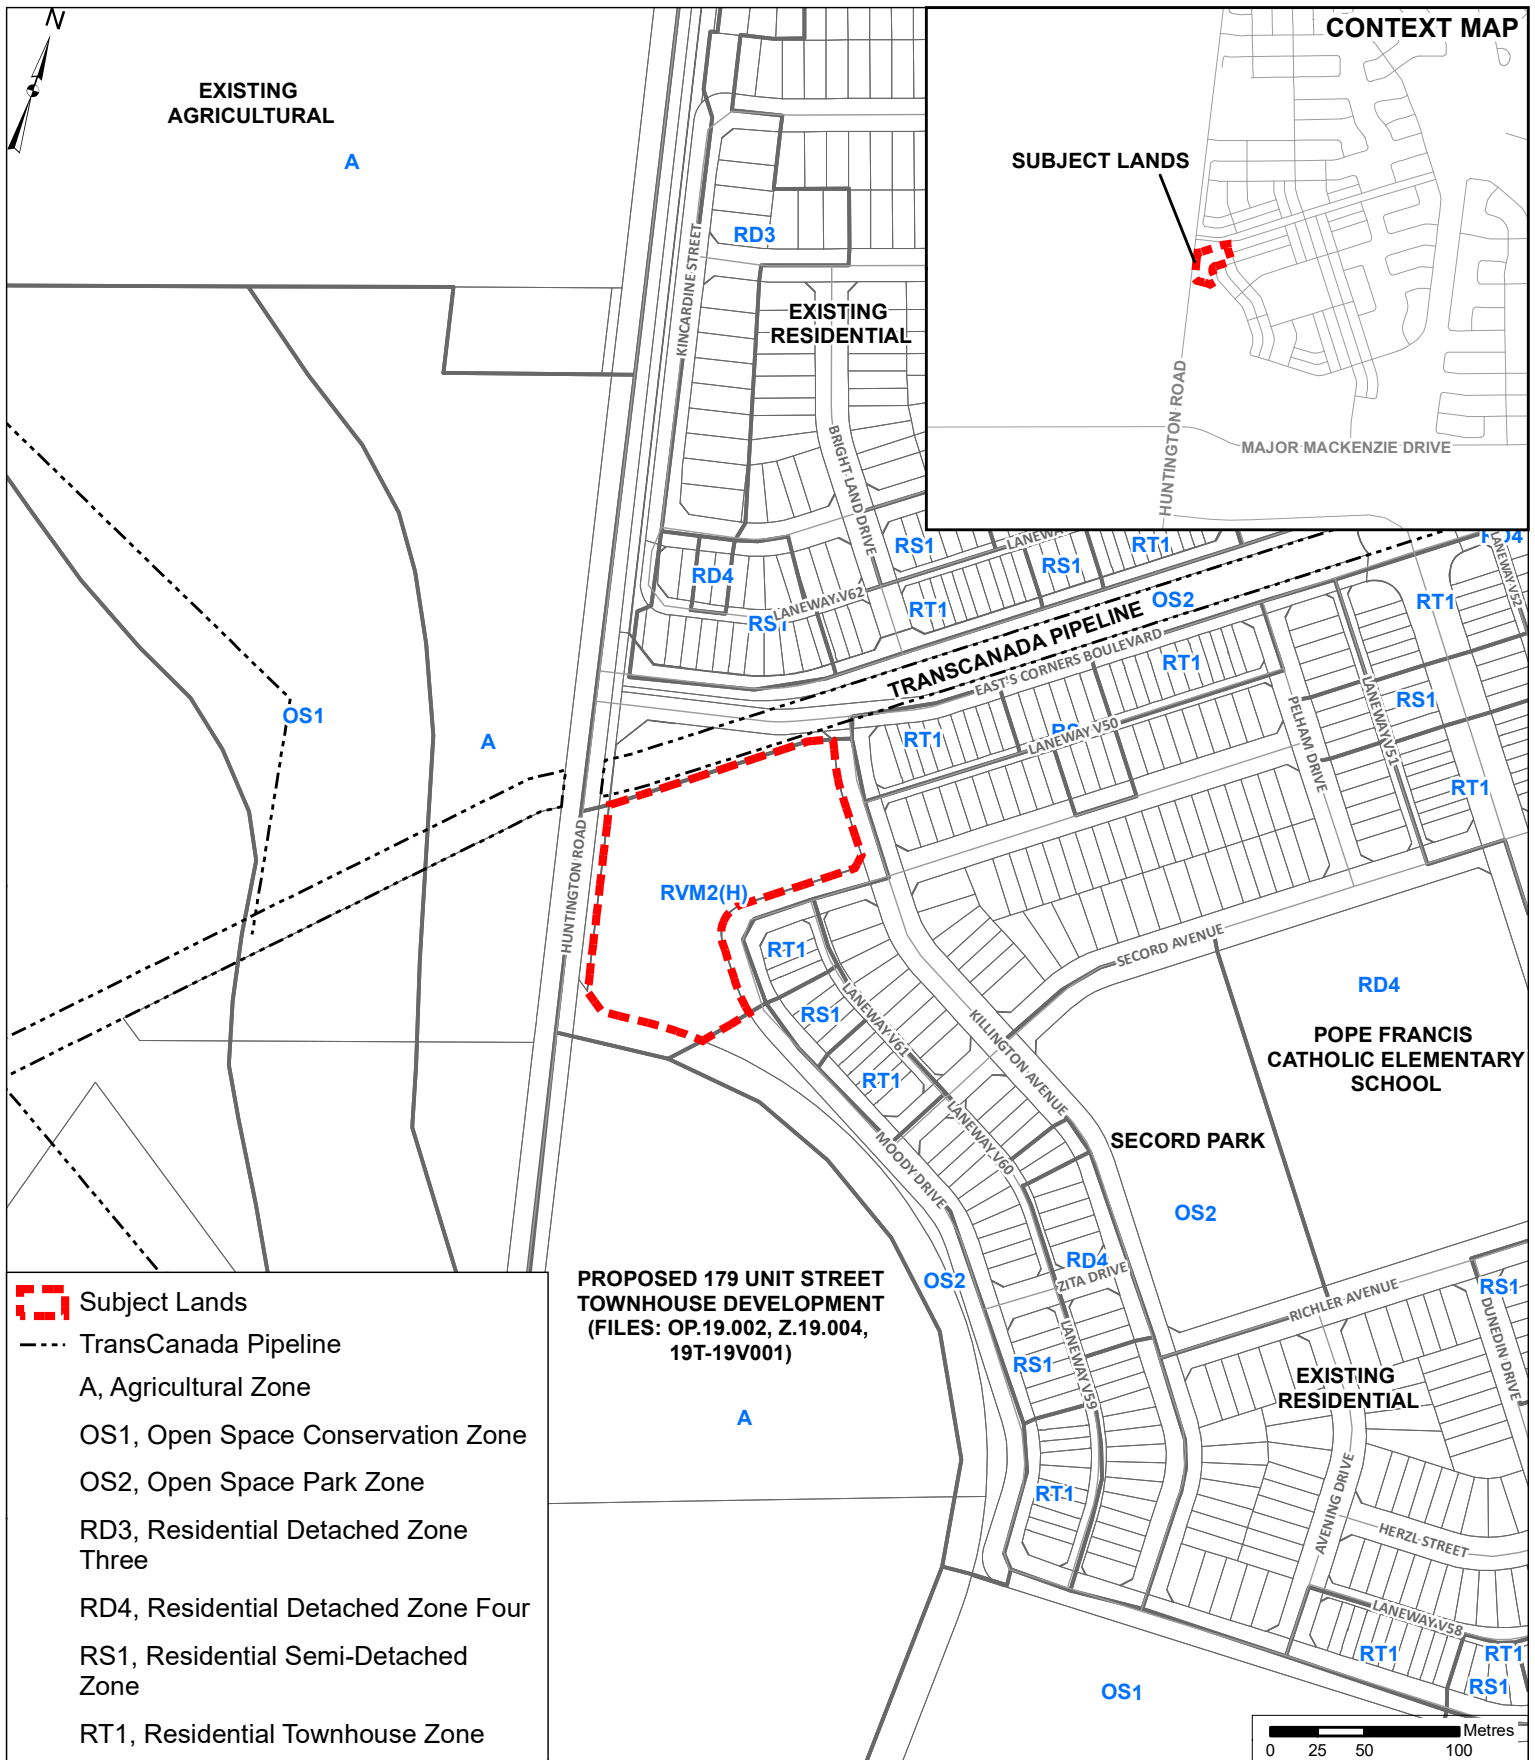 N
EXISTING
AGRICULTURAL
A
CONTEXT MAP
SUBJECT LANDS
HUNTINGTON ROAD
MAJOR MACKENZIE DRIVE
KINCARDINE STREET
RD3
EXISTING
RESIDENTIAL
BRIGHT LAND DRIVE
RS1
LANEWAY
RS1
RT1
RD4
LANEWAY V52
RD4
LANEWAY V62
RS1
RT1
OS2
RT1
TRANSCANADA PIPELINE
EAST'S CORNERS BOULEVARD
RT1
PELHAM DRIVE
LANEWAY V51
RS1
OS1
A
RT1
LANEWAY V50
RT1
HUNTINGTON ROAD
RVM2(H)
RT1
SECORD AVENUE
RD4
RS1
LANEWAY V61
KILLINGTON AVENUE
POPE FRANCIS
CATHOLIC ELEMENTARY
SCHOOL
RT1
LANEWAY V60
SECORD PARK
MOODY DRIVE
OS2
PROPOSED 179 UNIT STREET
TOWNHOUSE DEVELOPMENT
(FILES: OP.19.002, Z.19.004,
19T-19V001)
A
OS2
RD4
ZITA DRIVE
RICHLER AVENUE
RS1
DUNEDIN DRIVE
RS1
LANEWAY V59
EXISTING
RESIDENTIAL
RT1
AVENING DRIVE
HERZL STREET
LANEWAY V58
RT1
RT1
RS1
OS1
Subject Lands
TransCanada Pipeline
A, Agricultural Zone
OS1, Open Space Conservation Zone
OS2, Open Space Park Zone
RD3, Residential Detached Zone
Three
RD4, Residential Detached Zone Four
RS1, Residential Semi-Detached
Zone
RT1, Residential Townhouse Zone
Metres
0 25 50 100